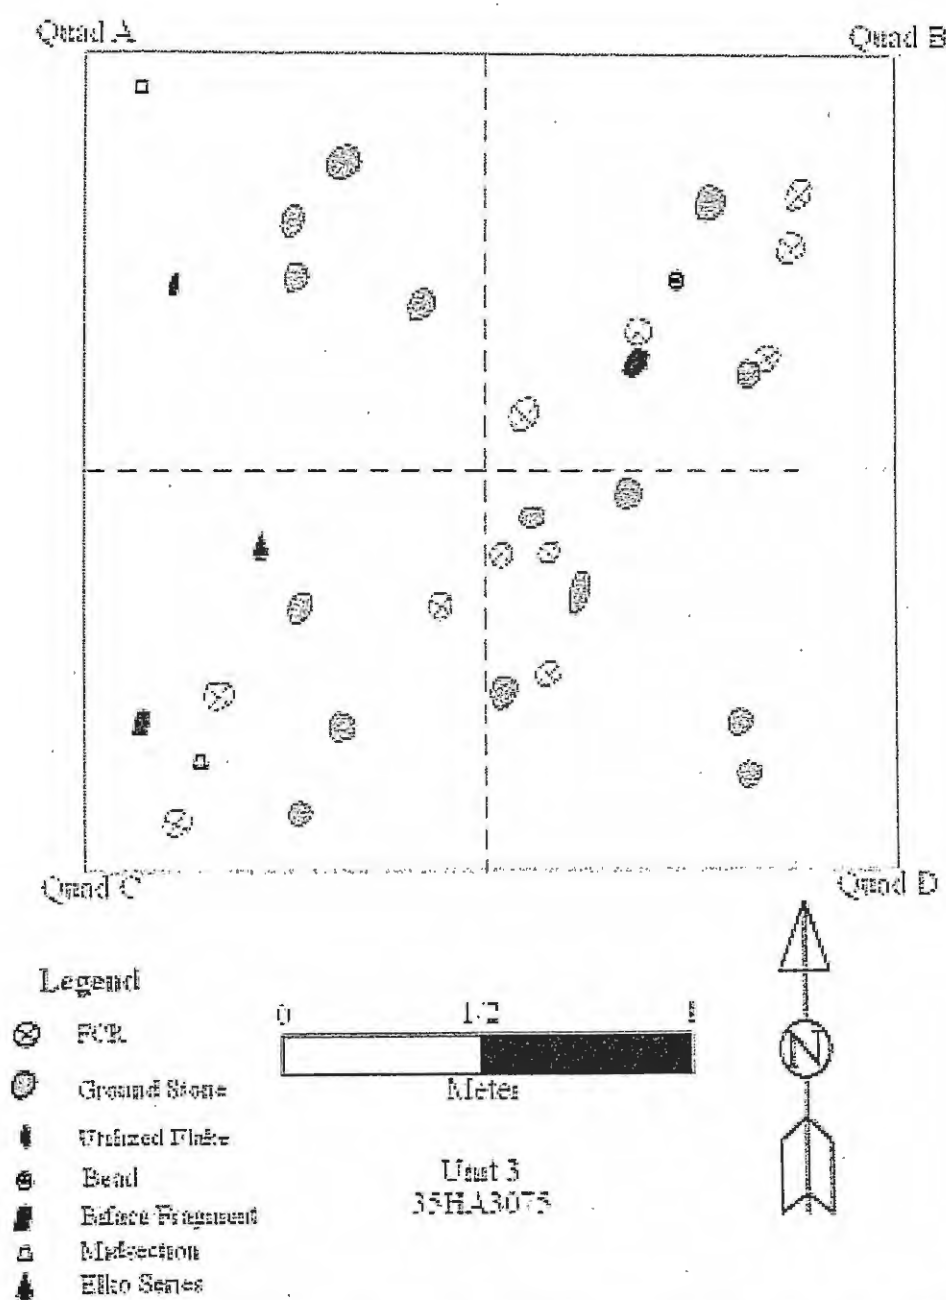 Quad A
Quad B
Quad C
Quad D
Legend
FCR
Ground Stone
Utilized Flake
Bead
Biface Fragment
Midsection
Elko Series
0 1/2 1
Meter
Unit 3
35HA3075
N